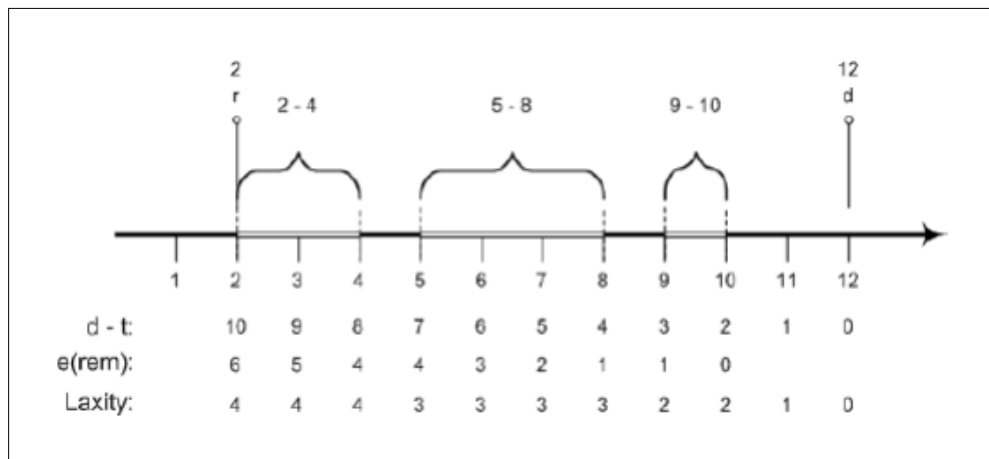 2 12
r d
2 - 4 5 - 8 9 - 10
1 2 3 4 5 6 7 8 9 10 11 12
d - t: 10 9 8 7 6 5 4 3 2 1 0
e(rem): 6 5 4 4 3 2 1 1 0
Laxity: 4 4 4 3 3 3 3 2 2 1 0